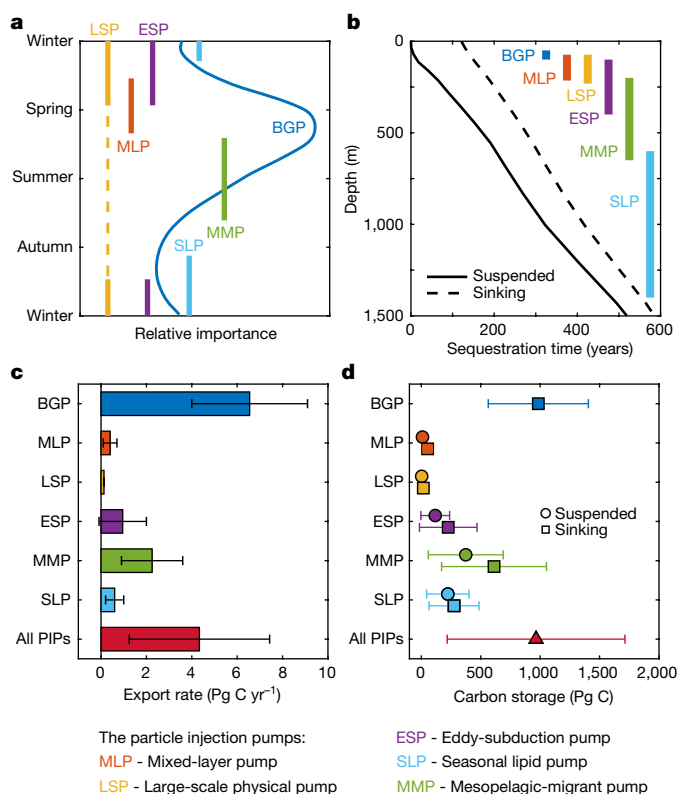 a
LSP ESP
Winter
Spring
BGP
MLP
Summer
MMP
Autumn
SLP
Winter
Relative importance
b
0
BGP
MLP
LSP
ESP
500
MMP
Depth (m)
SLP
1,000
Suspended
Sinking
1,500
0 200 400 600 800
Sequestration time (years)
c
BGP
MLP
LSP
ESP
MMP
SLP
All PIPs
0 2 4 6 8 10
Export rate (Pg C yr⁻¹)
d
BGP
MLP
LSP
Suspended
ESP
Sinking
MMP
SLP
All PIPs
0 500 1,000 1,500 2,000
Carbon storage (Pg C)
The particle injection pumps:
MLP - Mixed-layer pump
LSP - Large-scale physical pump
ESP - Eddy-subduction pump
SLP - Seasonal lipid pump
MMP - Mesopelagic-migrant pump